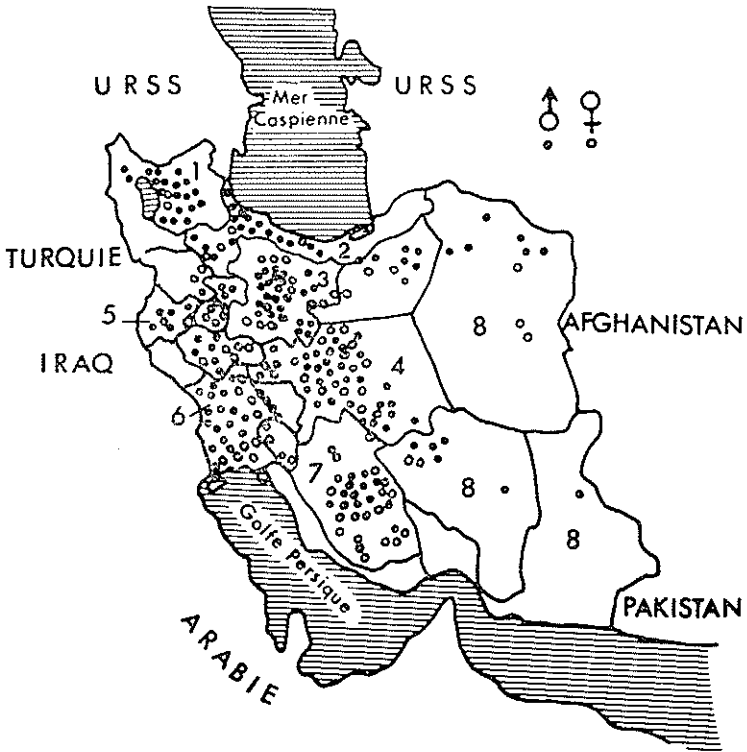 URSS
URSS
Mer
Caspienne
♂ ♀
1
2
TURQUIE
3
5
8
AFGHANISTAN
IRAQ
4
6
7
8
8
Golfe Persique
PAKISTAN
ARABIE